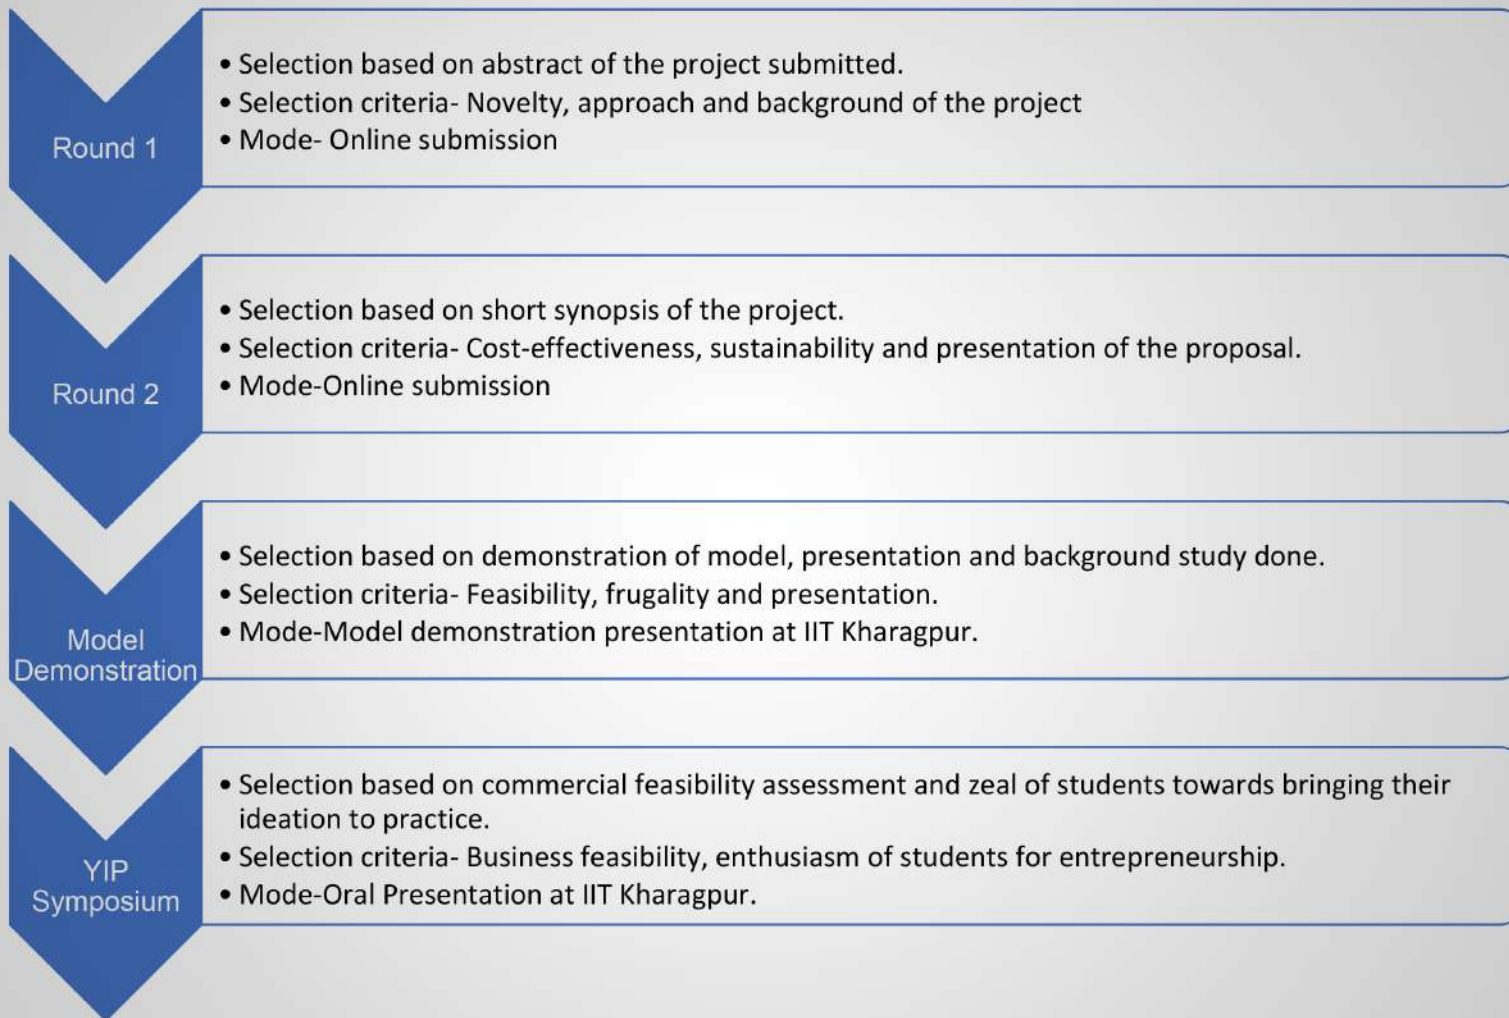 Round 1
• Selection based on abstract of the project submitted.
• Selection criteria- Novelty, approach and background of the project
• Mode- Online submission
Round 2
• Selection based on short synopsis of the project.
• Selection criteria- Cost-effectiveness, sustainability and presentation of the proposal.
• Mode-Online submission
Model
Demonstration
• Selection based on demonstration of model, presentation and background study done.
• Selection criteria- Feasibility, frugality and presentation.
• Mode-Model demonstration presentation at IIT Kharagpur.
YIP
Symposium
• Selection based on commercial feasibility assessment and zeal of students towards bringing their
ideation to practice.
• Selection criteria- Business feasibility, enthusiasm of students for entrepreneurship.
• Mode-Oral Presentation at IIT Kharagpur.